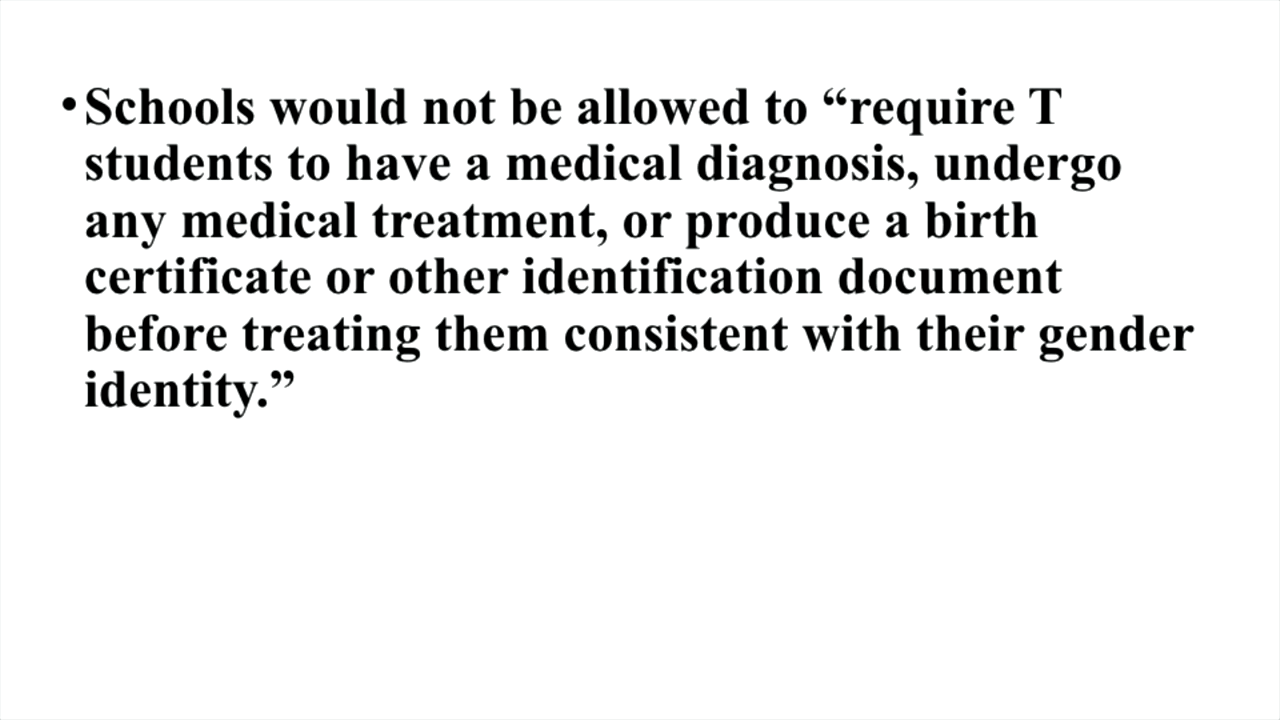 •Schools would not be allowed to “require T
students to have a medical diagnosis, undergo
any medical treatment, or produce a birth
certificate or other identification document
before treating them consistent with their gender
identity.”